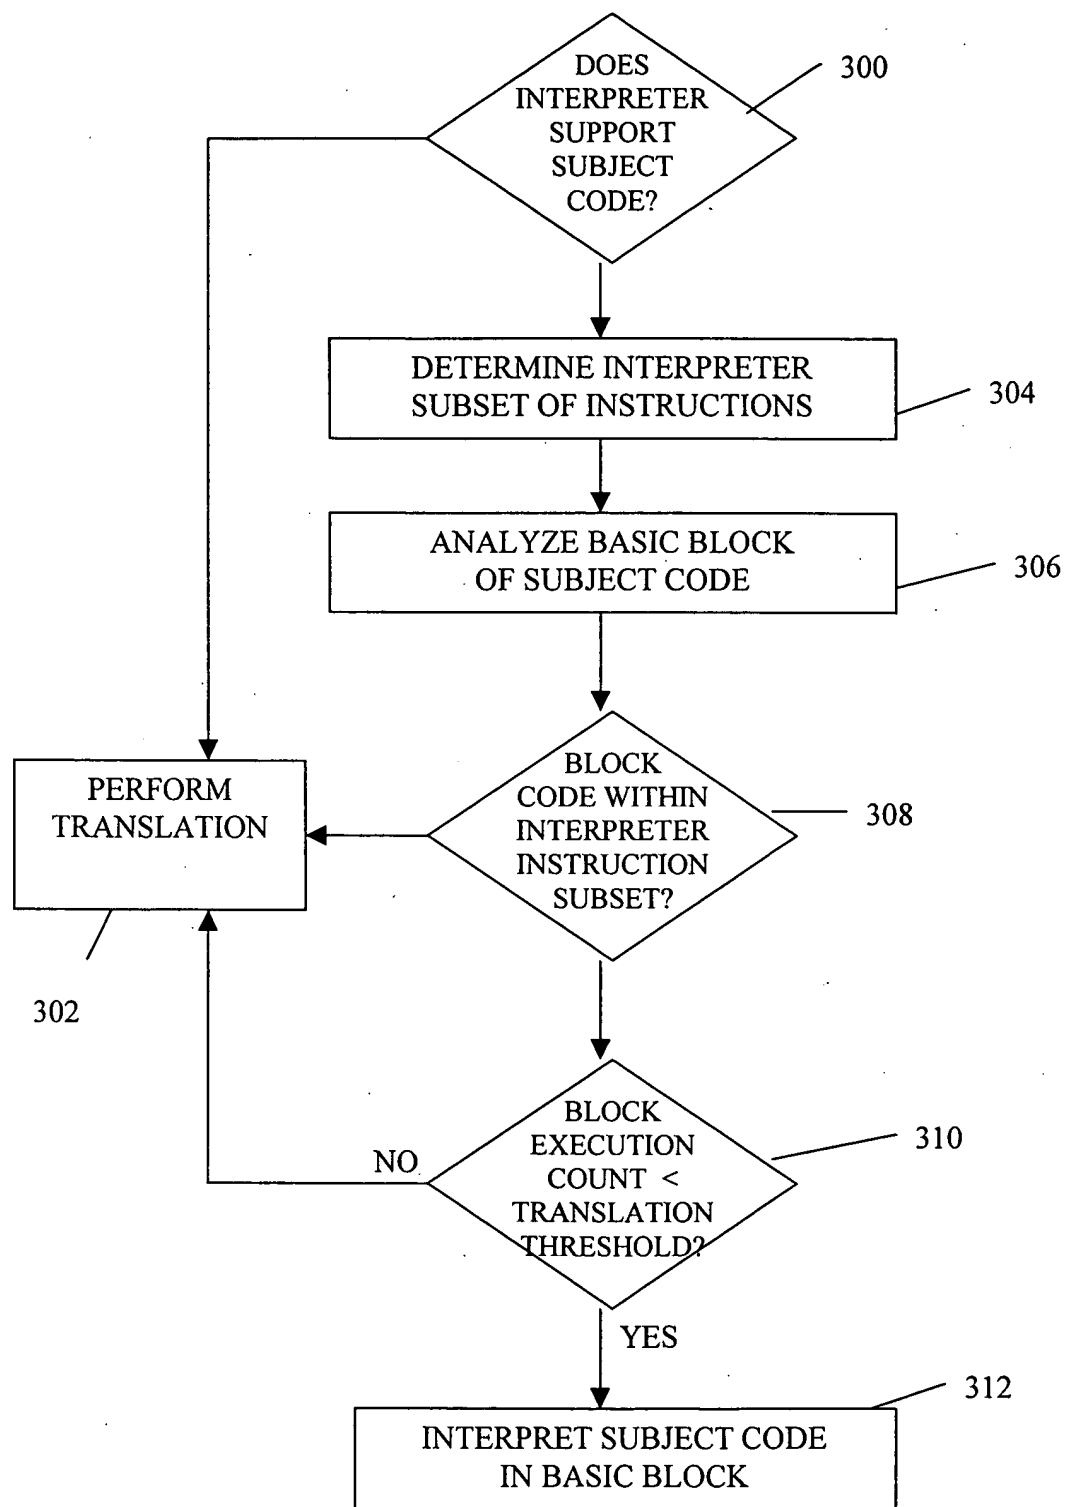 DOES
INTERPRETER
SUPPORT
SUBJECT
CODE?
300
DETERMINE INTERPRETER
SUBSET OF INSTRUCTIONS
304
ANALYZE BASIC BLOCK
OF SUBJECT CODE
306
PERFORM
TRANSLATION
302
BLOCK
CODE WITHIN
INTERPRETER
INSTRUCTION
SUBSET?
308
BLOCK
EXECUTION
COUNT <
TRANSLATION
THRESHOLD?
310
NO
YES
312
INTERPRET SUBJECT CODE
IN BASIC BLOCK